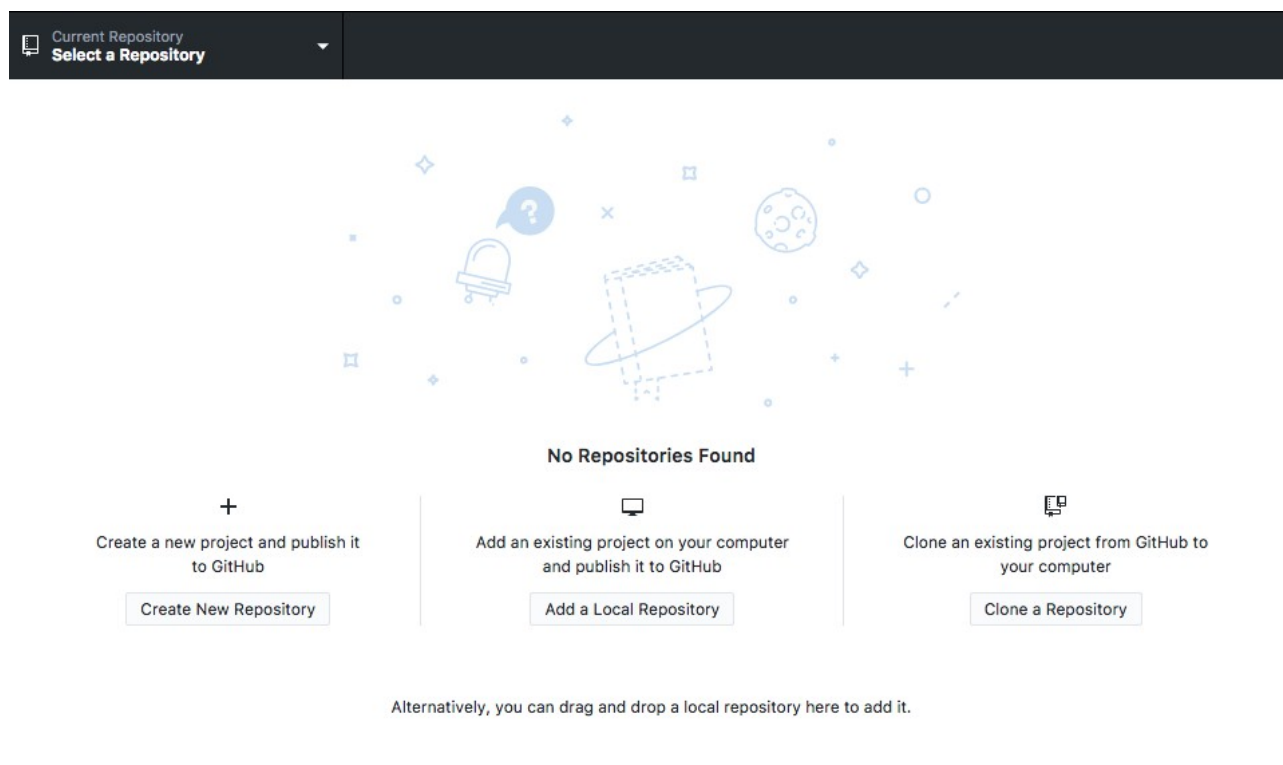 Current Repository
Select a Repository
?
No Repositories Found
Create a new project and publish it
to GitHub
Create New Repository
Add an existing project on your computer
and publish it to GitHub
Add a Local Repository
Clone an existing project from GitHub to
your computer
Clone a Repository
Alternatively, you can drag and drop a local repository here to add it.